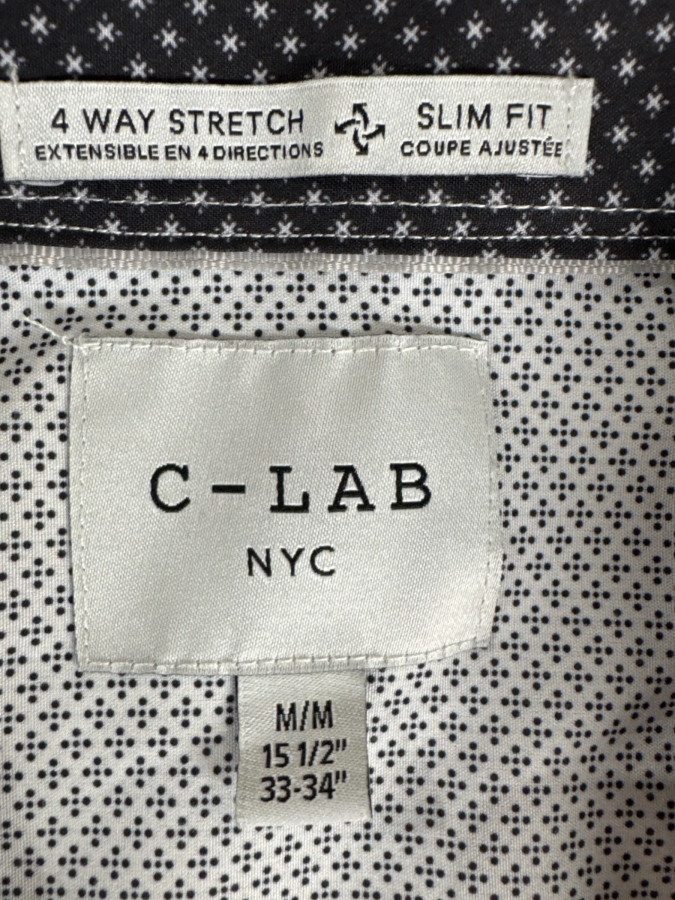 4 WAY STRETCH
EXTENSIBLE EN 4 DIRECTIONS
SLIM FIT
COUPE AJUSTÉE
C-LAB
NYC
M/M
15 1/2"
33-34"